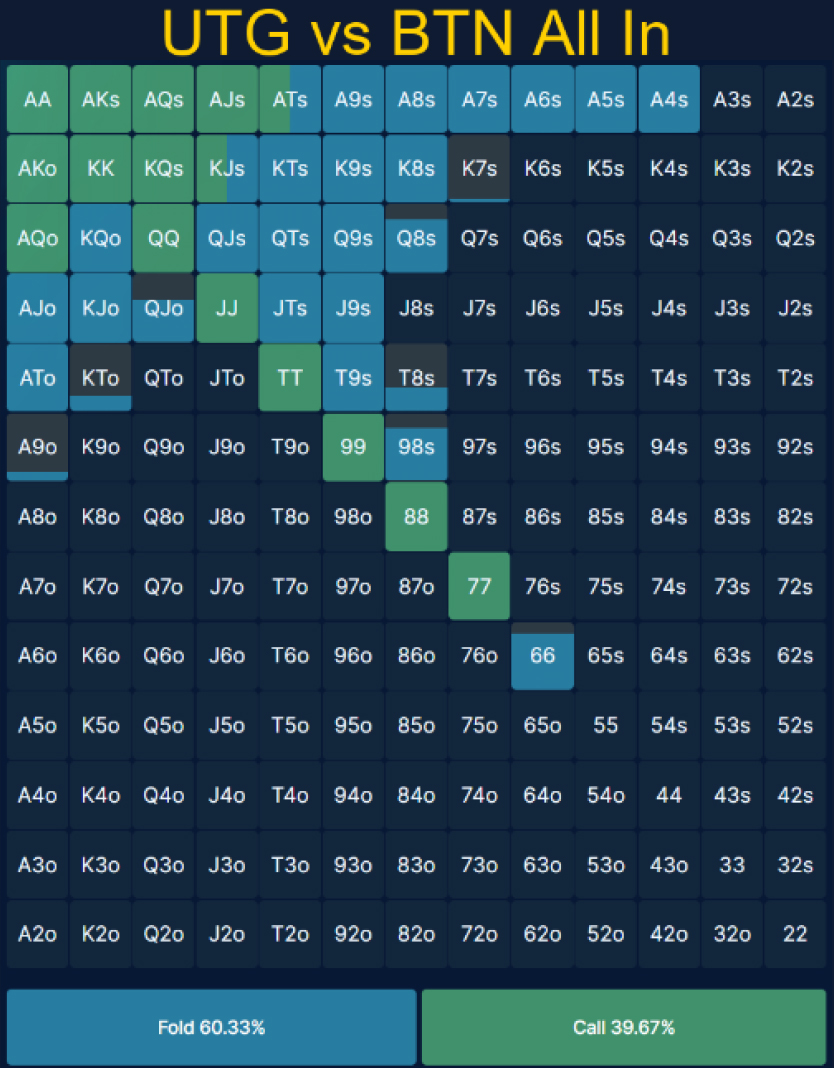 UTG vs BTN All In
AA AKs AQs AJs ATs A9s A8s A7s A6s A5s A4s A3s A2s
AKo KK KQs KJs KTs K9s K8s K7s K6s K5s K4s K3s K2s
AQo KQo QQ QJs QTs Q9s Q8s Q7s Q6s Q5s Q4s Q3s Q2s
AJo KJo QJo JJ JTs J9s J8s J7s J6s J5s J4s J3s J2s
ATo KTo QTo JTo TT T9s T8s T7s T6s T5s T4s T3s T2s
A9o K9o Q9o J9o T9o 99 98s 97s 96s 95s 94s 93s 92s
A8o K8o Q8o J8o T8o 98o 88 87s 86s 85s 84s 83s 82s
A7o K7o Q7o J7o T7o 97o 87o 77 76s 75s 74s 73s 72s
A6o K6o Q6o J6o T6o 96o 86o 76o 66 65s 64s 63s 62s
A5o K5o Q5o J5o T5o 95o 85o 75o 65o 55 54s 53s 52s
A4o K4o Q4o J4o T4o 94o 84o 74o 64o 54o 44 43s 42s
A3o K3o Q3o J3o T3o 93o 83o 73o 63o 53o 43o 33 32s
A2o K2o Q2o J2o T2o 92o 82o 72o 62o 52o 42o 32o 22
Fold 60.33% Call 39.67%